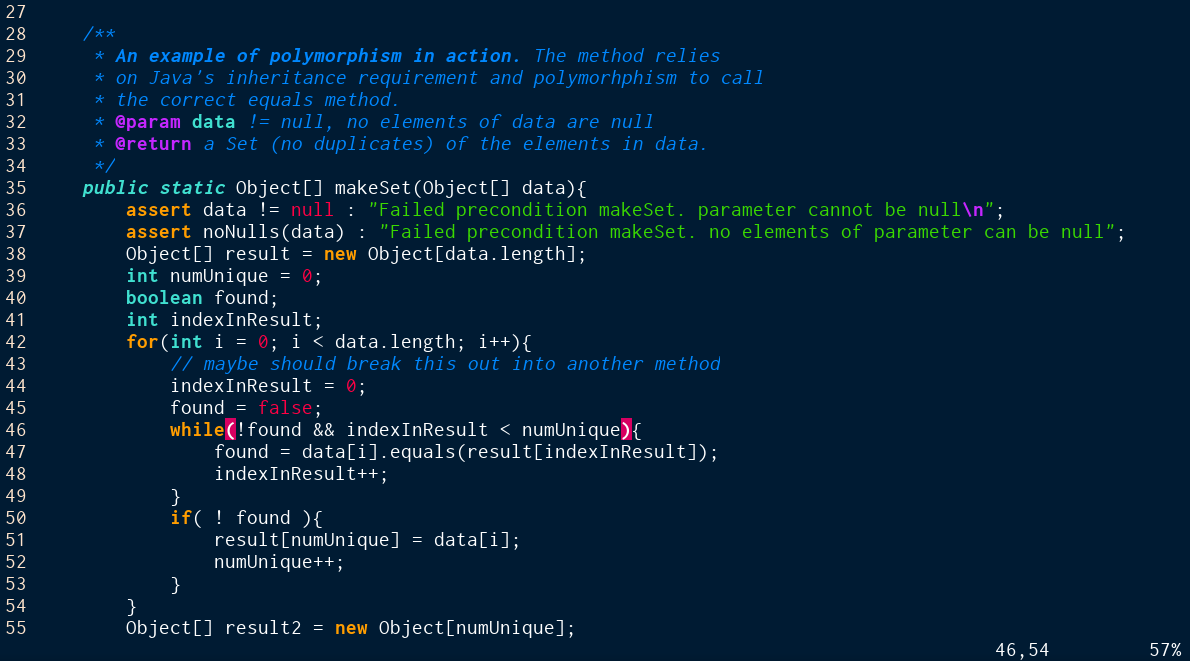 27
28     /**
29      * An example of polymorphism in action. The method relies
30      * on Java's inheritance requirement and polymorhphism to call
31      * the correct equals method.
32      * @param data != null, no elements of data are null
33      * @return a Set (no duplicates) of the elements in data.
34      */
35     public static Object[] makeSet(Object[] data){
36         assert data != null : "Failed precondition makeSet. parameter cannot be null\n";
37         assert noNulls(data) : "Failed precondition makeSet. no elements of parameter can be null";
38         Object[] result = new Object[data.length];
39         int numUnique = 0;
40         boolean found;
41         int indexInResult;
42         for(int i = 0; i < data.length; i++){
43             // maybe should break this out into another method
44             indexInResult = 0;
45             found = false;
46             while(!found && indexInResult < numUnique){
47                 found = data[i].equals(result[indexInResult]);
48                 indexInResult++;
49             }
50             if( ! found ){
51                 result[numUnique] = data[i];
52                 numUnique++;
53             }
54         }
55         Object[] result2 = new Object[numUnique];
46,54         57%